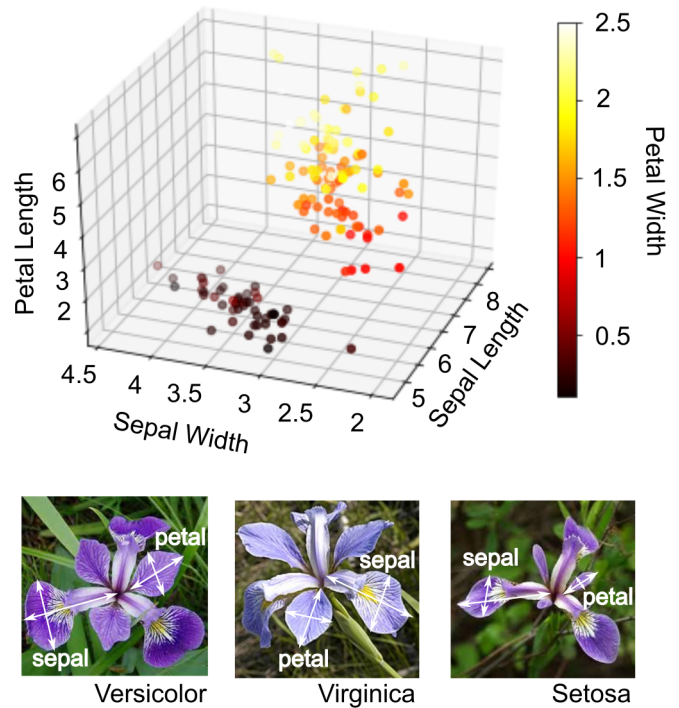 2.5
2
1.5
1
0.5
Petal Width
Petal Length
6
5
4
3
2
4.5
4
3.5
3
2.5
2
Sepal Width
5
6
7
8
Sepal Length
petal
sepal
Versicolor
sepal
petal
Virginica
sepal
petal
Setosa